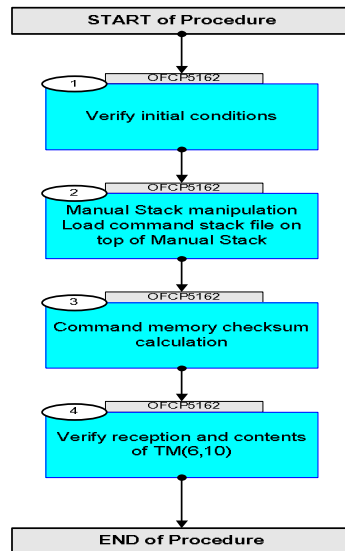 START of Procedure
OFCP5162
1
Verify initial conditions
OFCP5162
2
Manual Stack manipulation
Load command stack file on
top of Manual Stack
OFCP5162
3
Command memory checksum
calculation
OFCP5162
4
Verify reception and contents
of TM(6,10)
END of Procedure